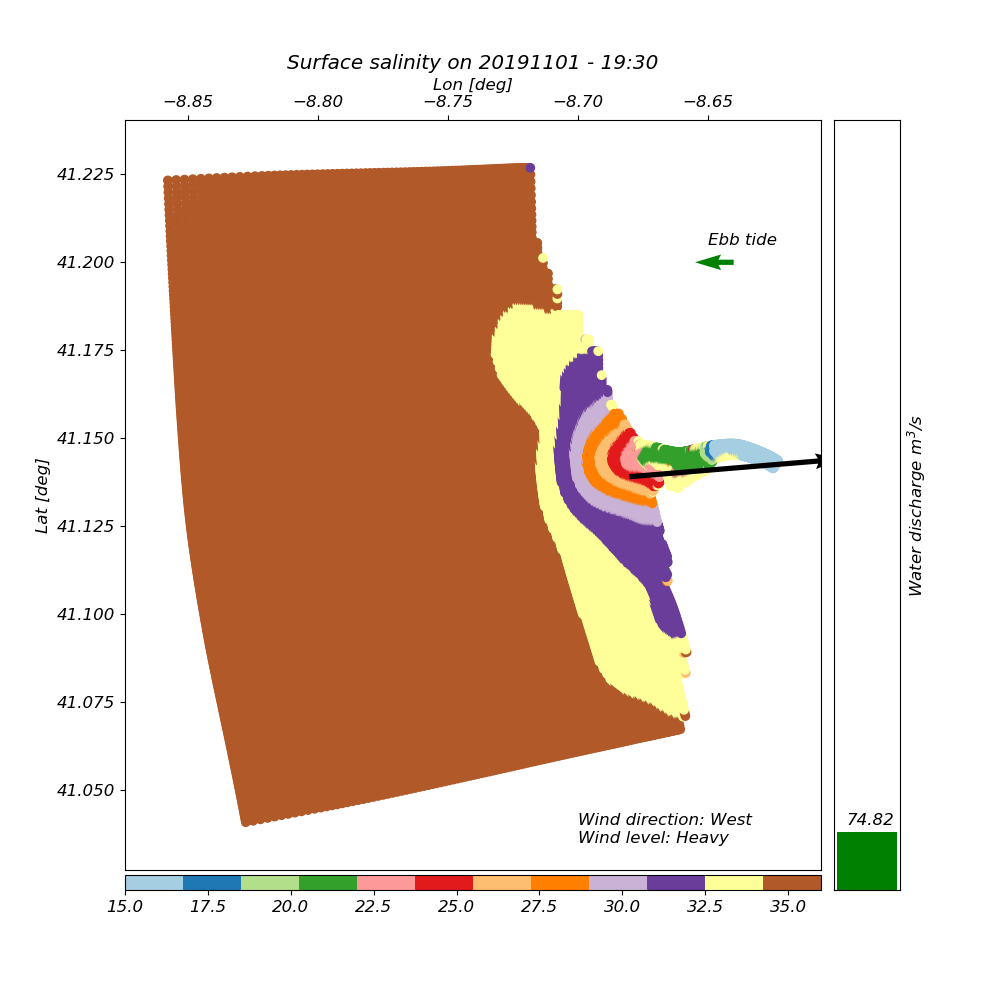 Surface salinity on 20191101 - 19:30
Lon [deg]
−8.85 −8.80 −8.75 −8.70 −8.65
41.225
41.200
41.175
41.150
41.125
41.100
41.075
41.050
Lat [deg]
Ebb tide
Wind direction: West
Wind level: Heavy
15.0 17.5 20.0 22.5 25.0 27.5 30.0 32.5 35.0
74.82
Water discharge m³/s